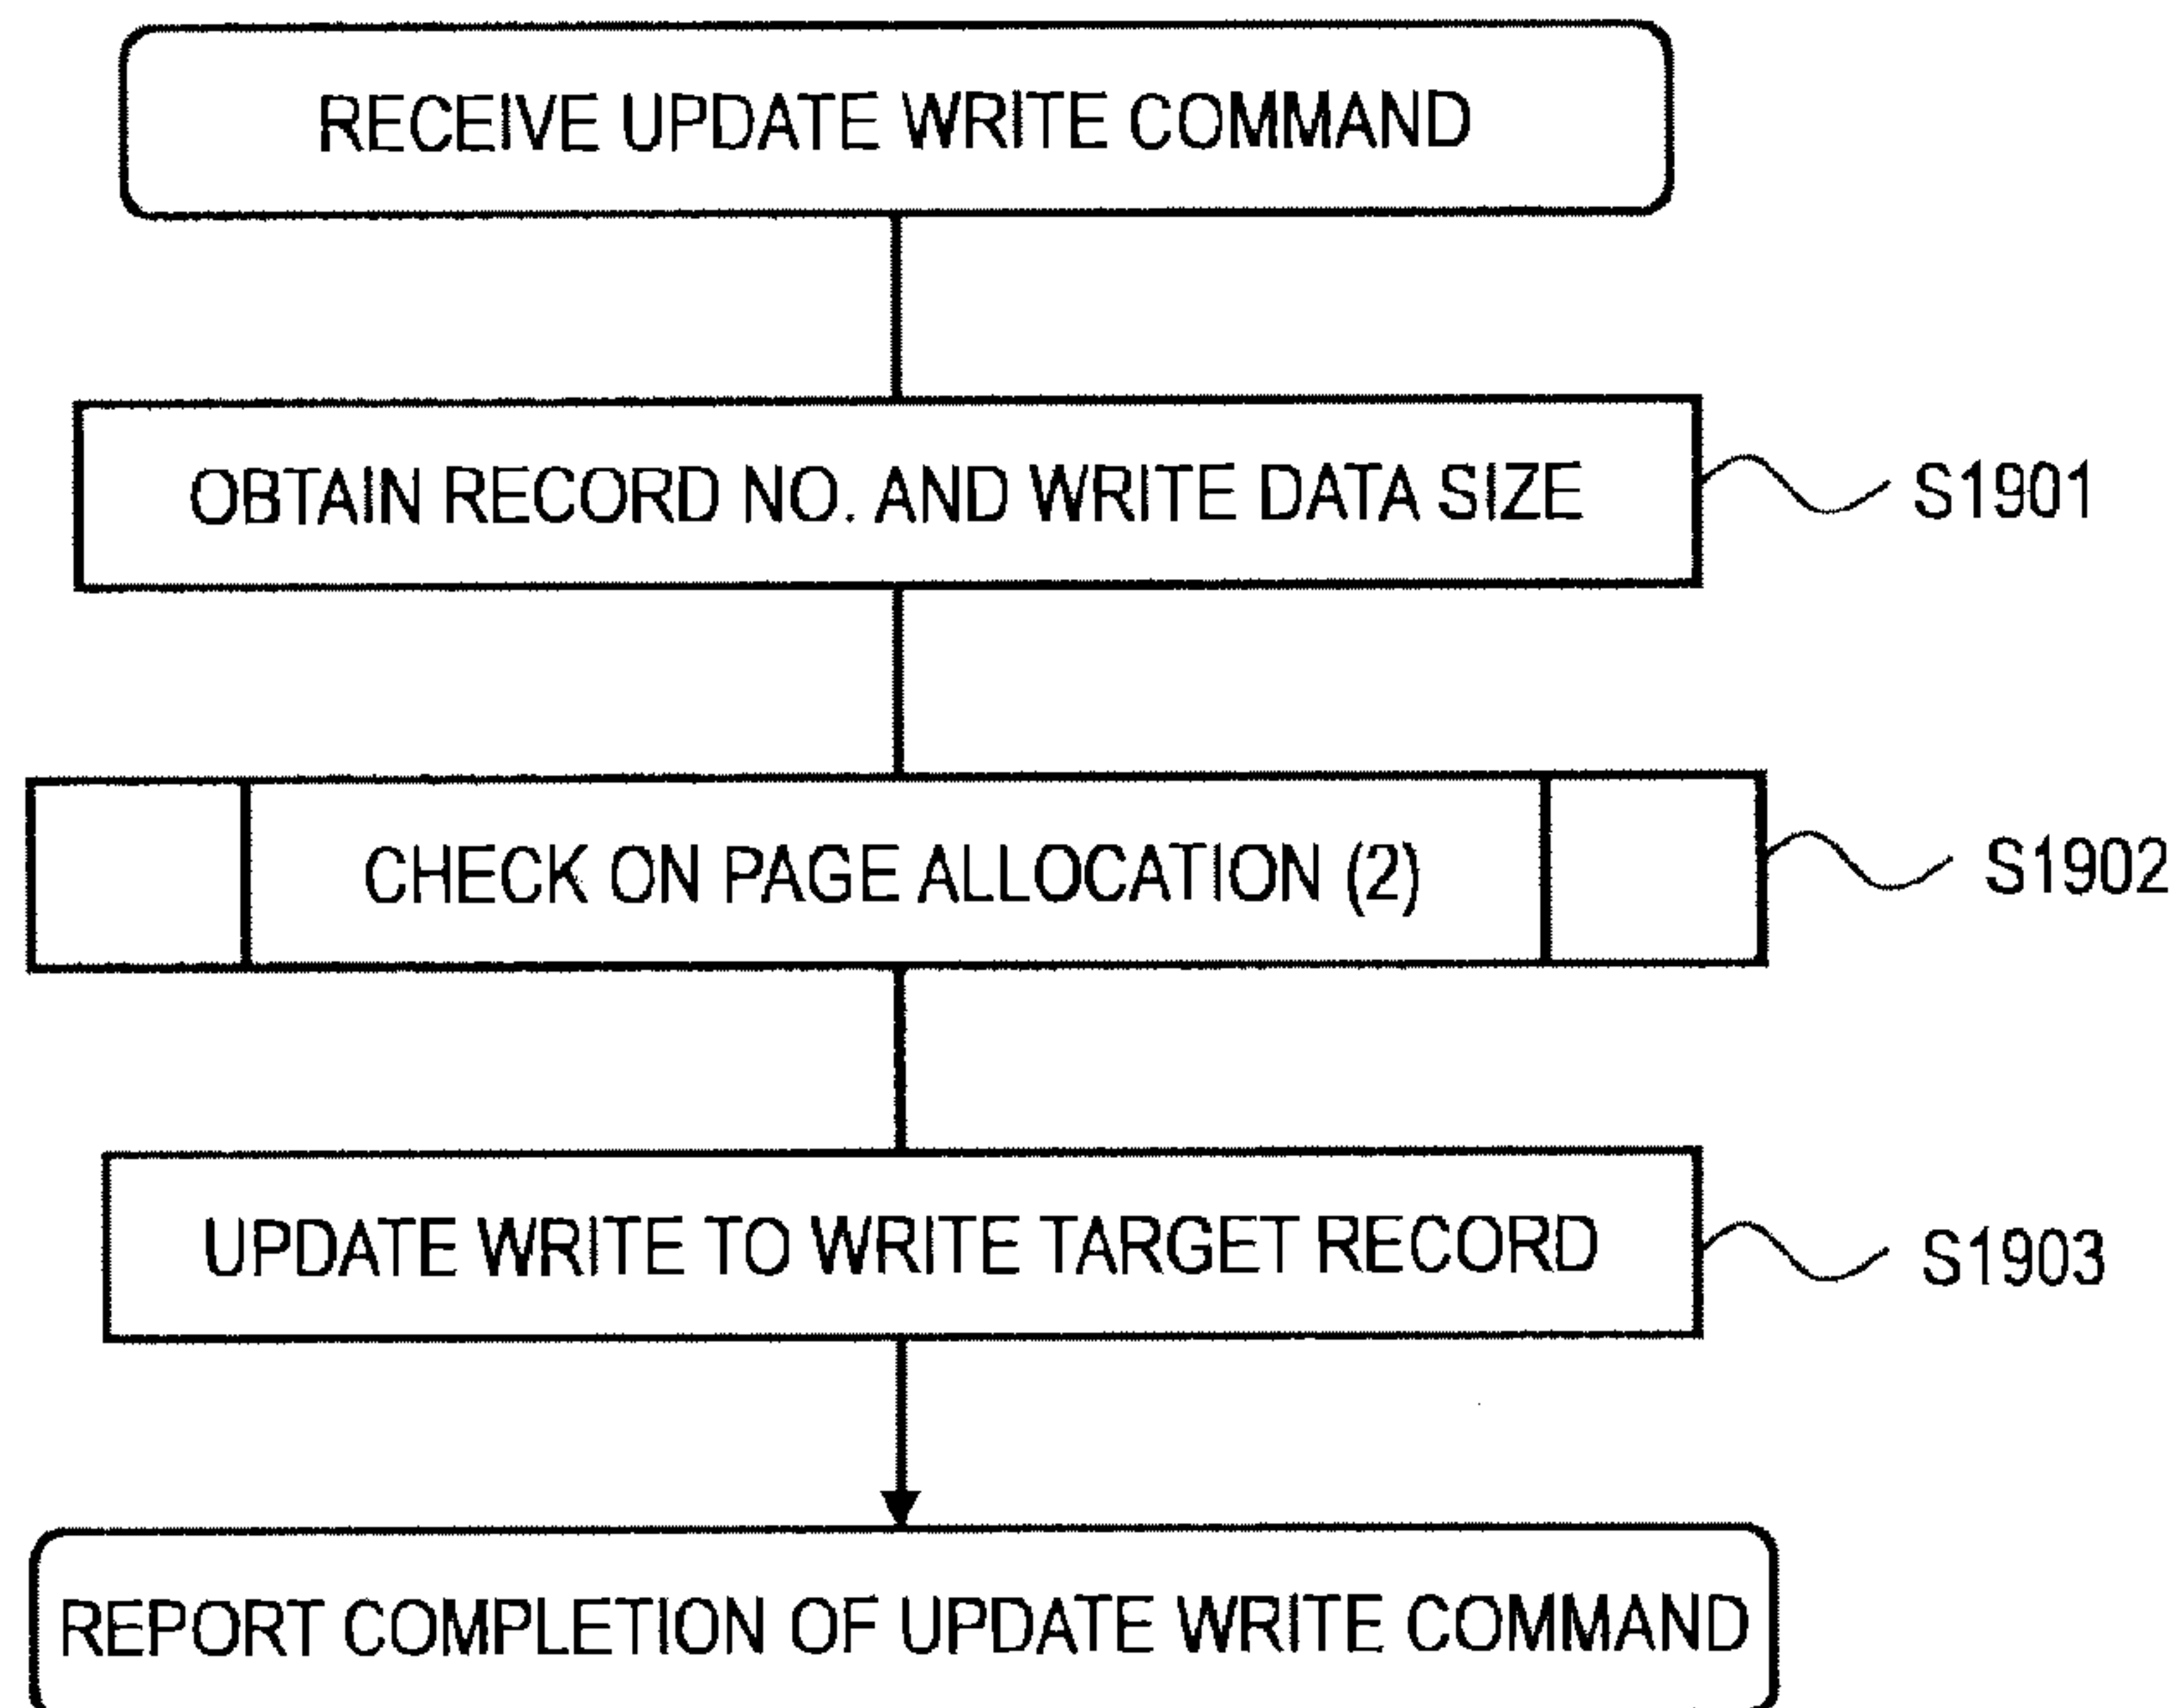 RECEIVE UPDATE WRITE COMMAND
OBTAIN RECORD NO. AND WRITE DATA SIZE
S1901
CHECK ON PAGE ALLOCATION (2)
S1902
UPDATE WRITE TO WRITE TARGET RECORD
S1903
REPORT COMPLETION OF UPDATE WRITE COMMAND